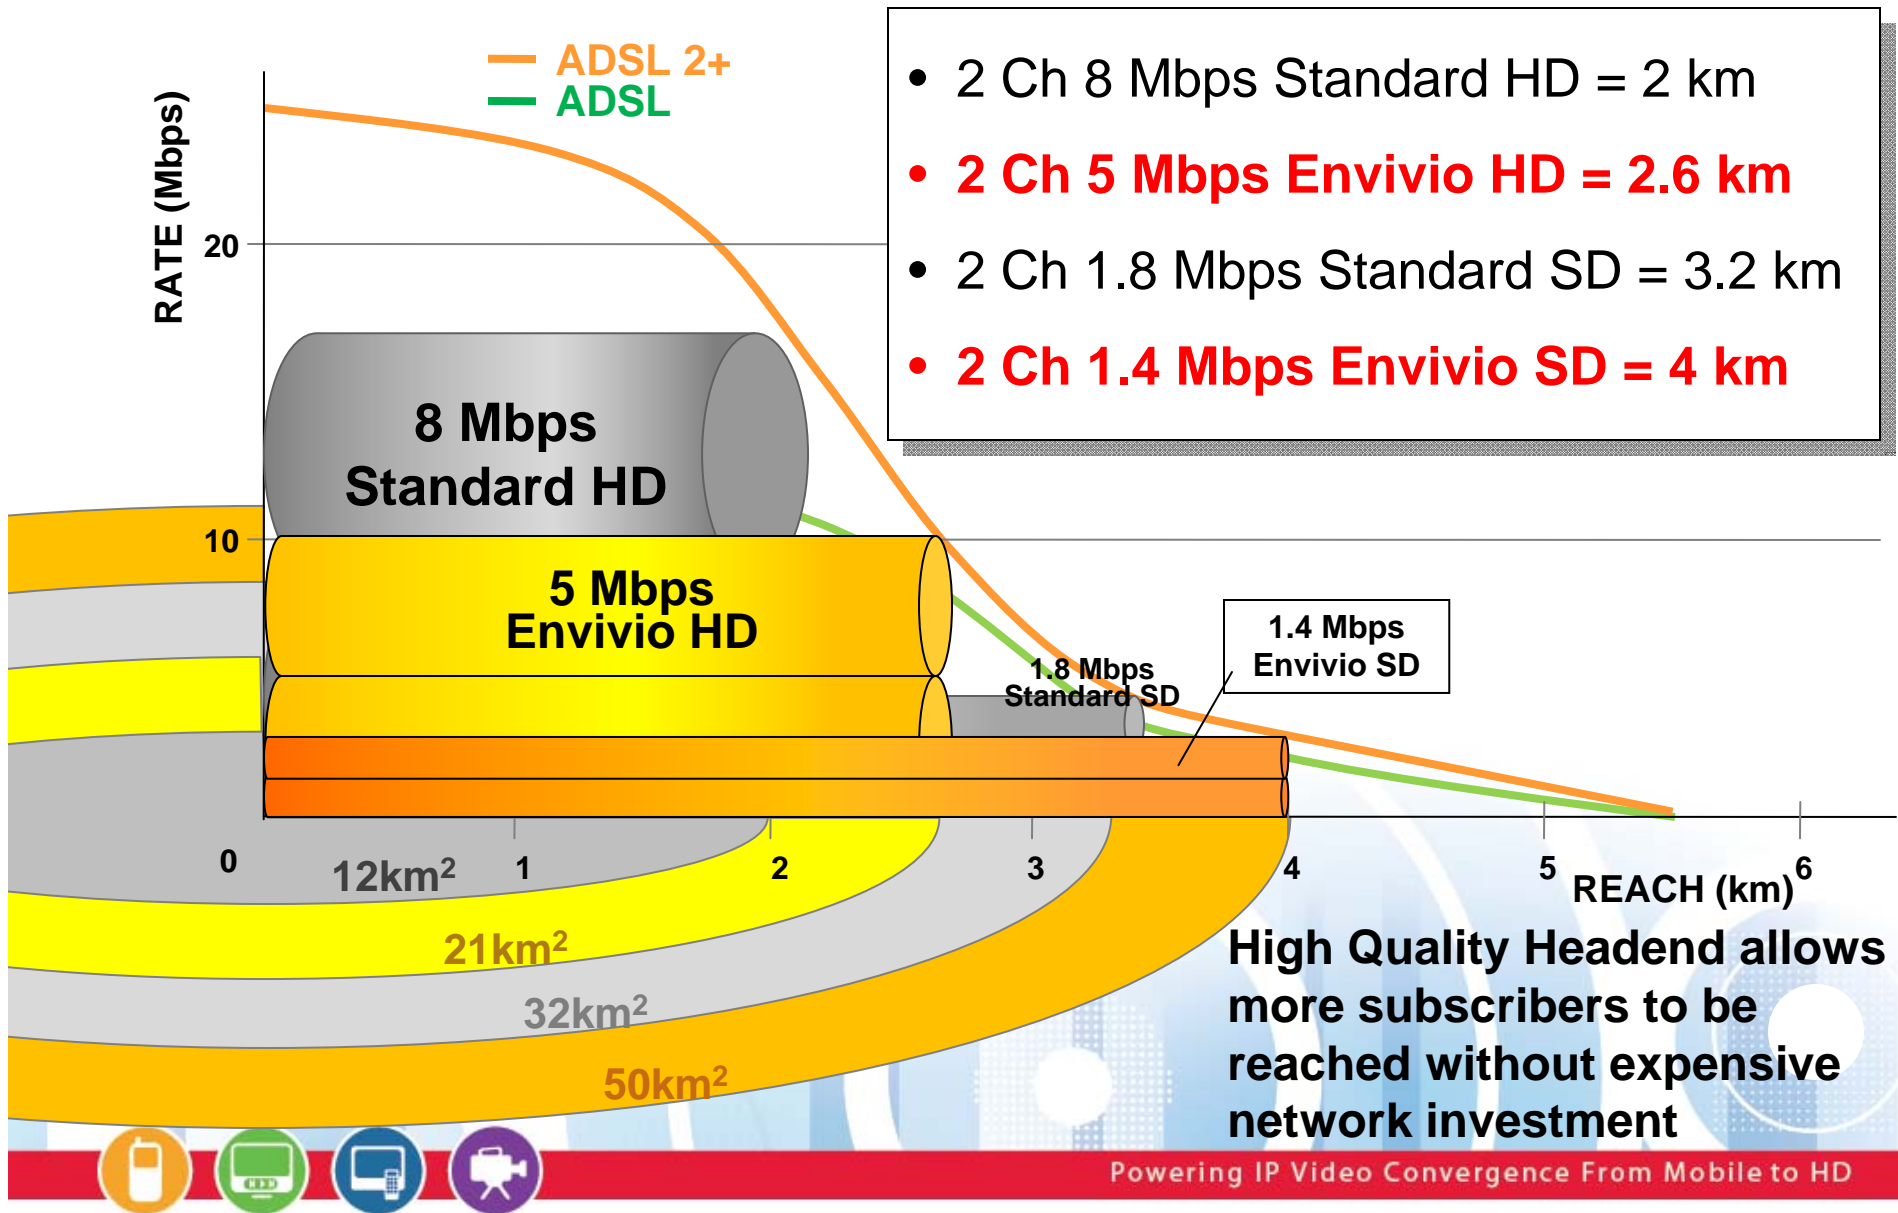 ADSL 2+
ADSL
RATE (Mbps)
20
10
• 2 Ch 8 Mbps Standard HD = 2 km
• 2 Ch 5 Mbps Envivio HD = 2.6 km
• 2 Ch 1.8 Mbps Standard SD = 3.2 km
• 2 Ch 1.4 Mbps Envivio SD = 4 km
8 Mbps
Standard HD
5 Mbps
Envivio HD
1.8 Mbps
Standard SD
1.4 Mbps
Envivio SD
0 1 2 3 4 5 6
REACH (km)
12km²
21km²
32km²
50km²
High Quality Headend allows
more subscribers to be
reached without expensive
network investment
Powering IP Video Convergence From Mobile to HD